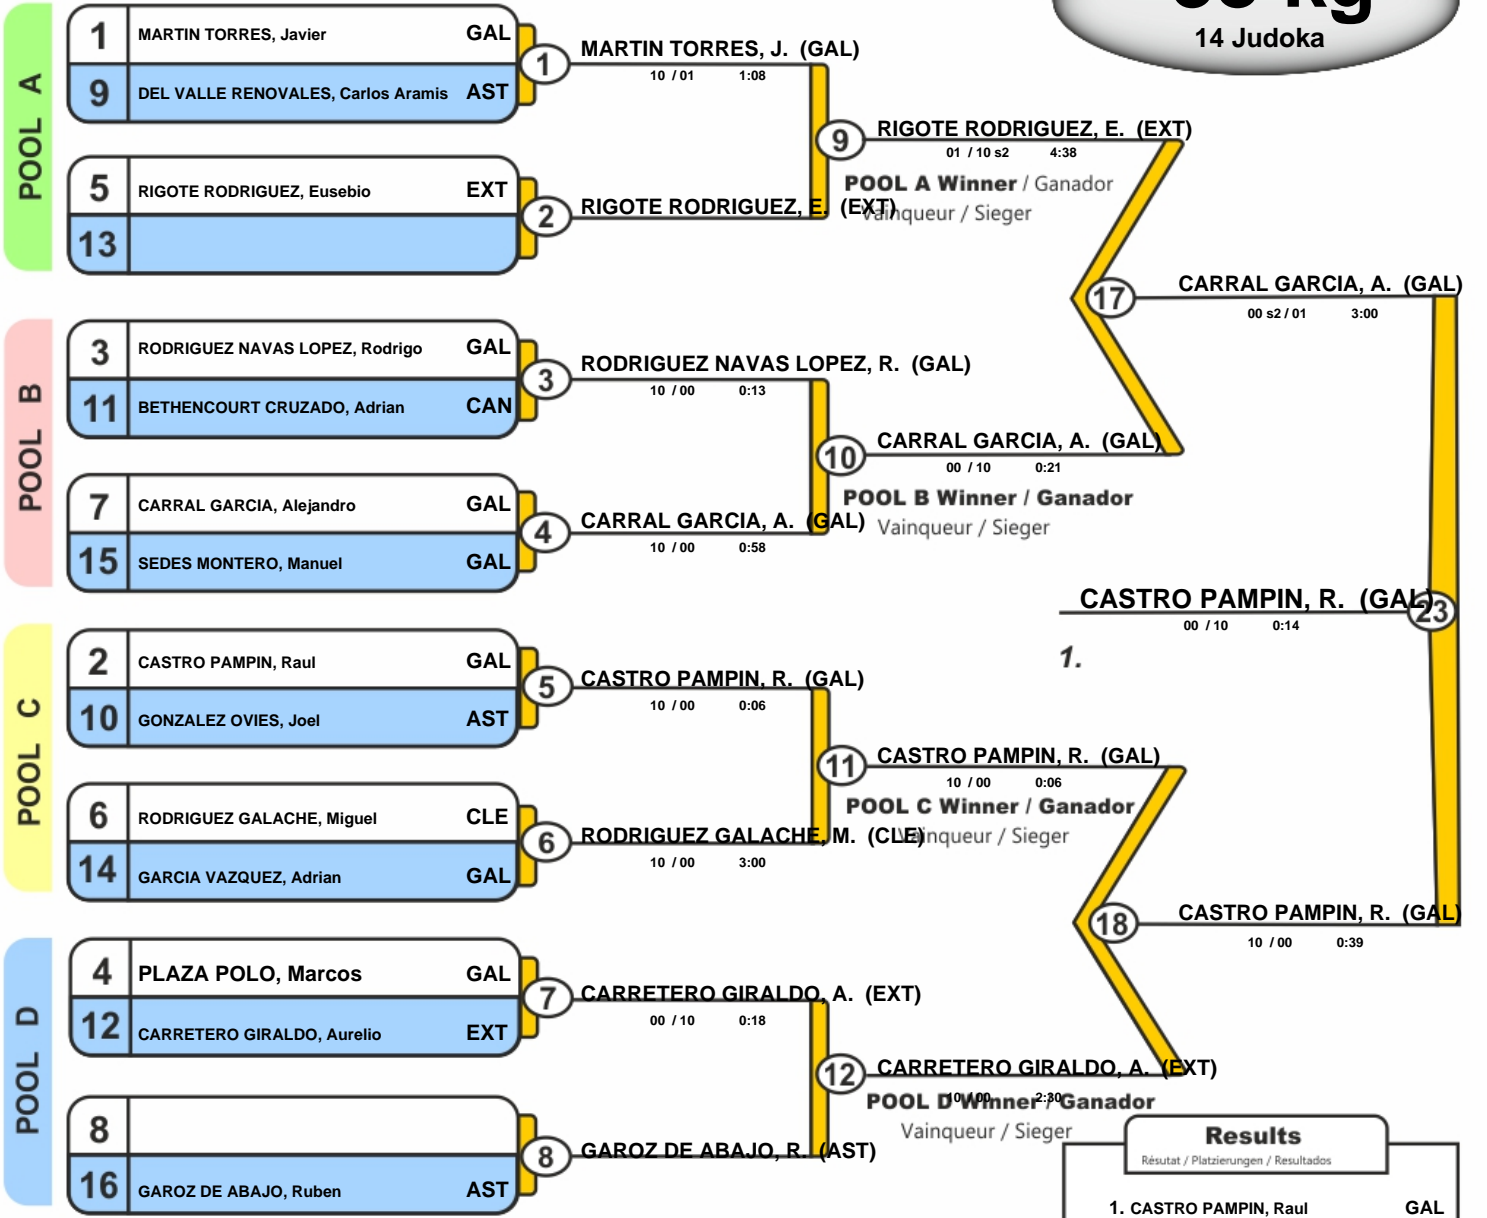 14 Judoka
POOL A
1 MARTIN TORRES, Javier GAL
9 DEL VALLE RENOVALES, Carlos Aramis AST
1
MARTIN TORRES, J. (GAL)
10 / 01 1:08
5 RIGOTE RODRIGUEZ, Eusebio EXT
13
2
RIGOTE RODRIGUEZ, E. (EXT)
9
RIGOTE RODRIGUEZ, E. (EXT)
01 / 10 s2 4:38
POOL A Winner / Ganador
Vainqueur / Sieger
POOL B
3 RODRIGUEZ NAVAS LOPEZ, Rodrigo GAL
11 BETHENCOURT CRUZADO, Adrian CAN
3
RODRIGUEZ NAVAS LOPEZ, R. (GAL)
10 / 00 0:13
7 CARRAL GARCIA, Alejandro GAL
15 SEDES MONTERO, Manuel GAL
4
CARRAL GARCIA, A. (GAL)
10 / 00 0:58
10
CARRAL GARCIA, A. (GAL)
00 / 10 0:21
POOL B Winner / Ganador
Vainqueur / Sieger
17
CARRAL GARCIA, A. (GAL)
00 s2 / 01 3:00
CASTRO PAMPIN, R. (GAL)
23
00 / 10 0:14
1.
POOL C
2 CASTRO PAMPIN, Raul GAL
10 GONZALEZ OVIES, Joel AST
5
CASTRO PAMPIN, R. (GAL)
10 / 00 0:06
6 RODRIGUEZ GALACHE, Miguel CLE
14 GARCIA VAZQUEZ, Adrian GAL
6
RODRIGUEZ GALACHE, M. (CLE)
10 / 00 3:00
11
CASTRO PAMPIN, R. (GAL)
10 / 00 0:06
POOL C Winner / Ganador
Vainqueur / Sieger
POOL D
4 PLAZA POLO, Marcos GAL
12 CARRETERO GIRALDO, Aurelio EXT
7
CARRETERO GIRALDO, A. (EXT)
00 / 10 0:18
8
16 GAROZ DE ABAJO, Ruben AST
8
GAROZ DE ABAJO, R. (AST)
12
CARRETERO GIRALDO, A. (EXT)
10 / 00 2:30
POOL D Winner / Ganador
Vainqueur / Sieger
18
CASTRO PAMPIN, R. (GAL)
10 / 00 0:39
Results
Résutat / Platzierungen / Resultados
1. CASTRO PAMPIN, Raul GAL